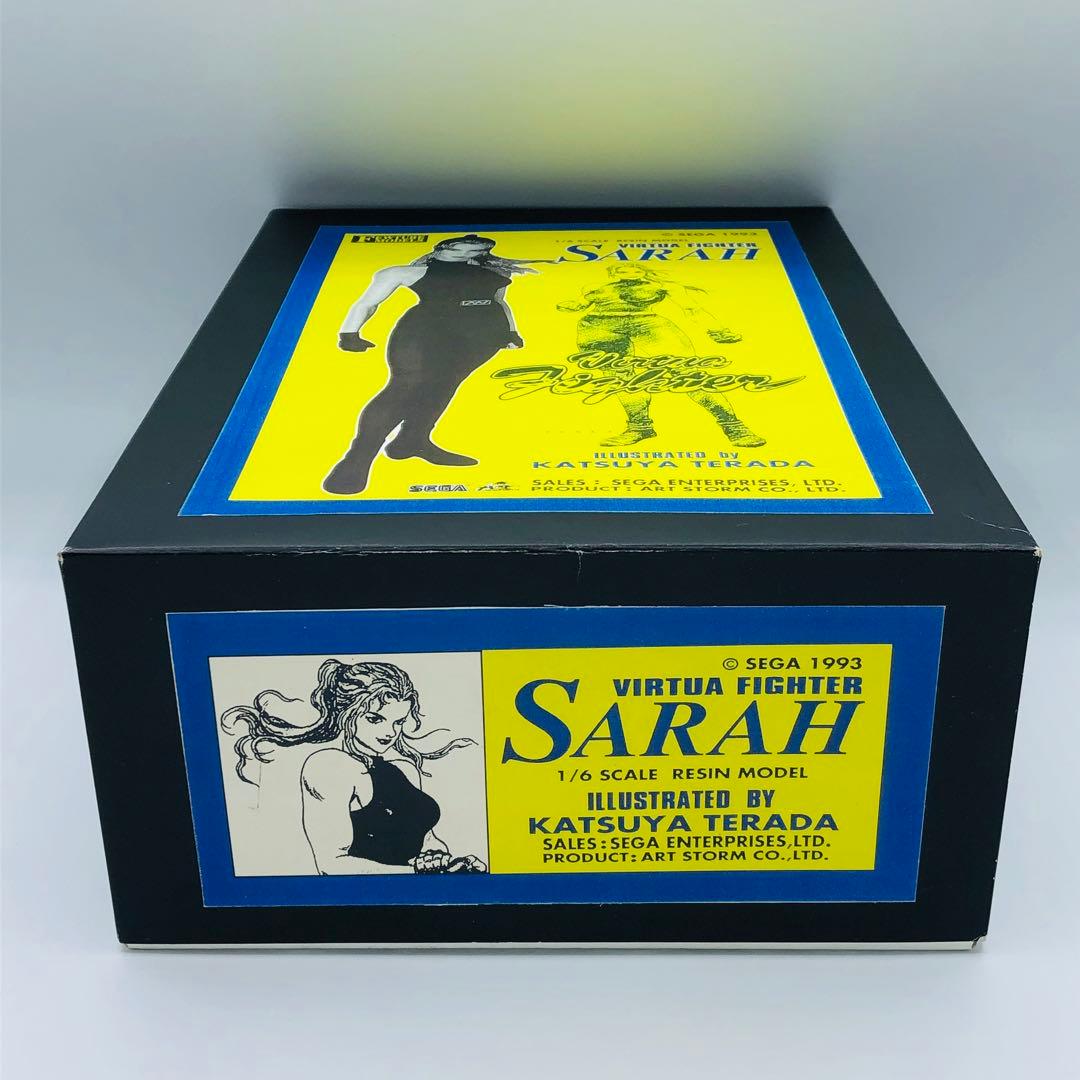 © SEGA 1993
1/6 SCALE RESIN MODEL
VIRTUA FIGHTER
SARAH
Virtua
Fighter
ILLUSTRATED by
KATSUYA TERADA
SEGA
SALES : SEGA ENTERPRISES, LTD.
PRODUCT : ART STORM CO., LTD.
© SEGA 1993
VIRTUA FIGHTER
SARAH
1/6 SCALE RESIN MODEL
ILLUSTRATED BY
KATSUYA TERADA
SALES:SEGA ENTERPRISES,LTD.
PRODUCT:ART STORM CO.,LTD.